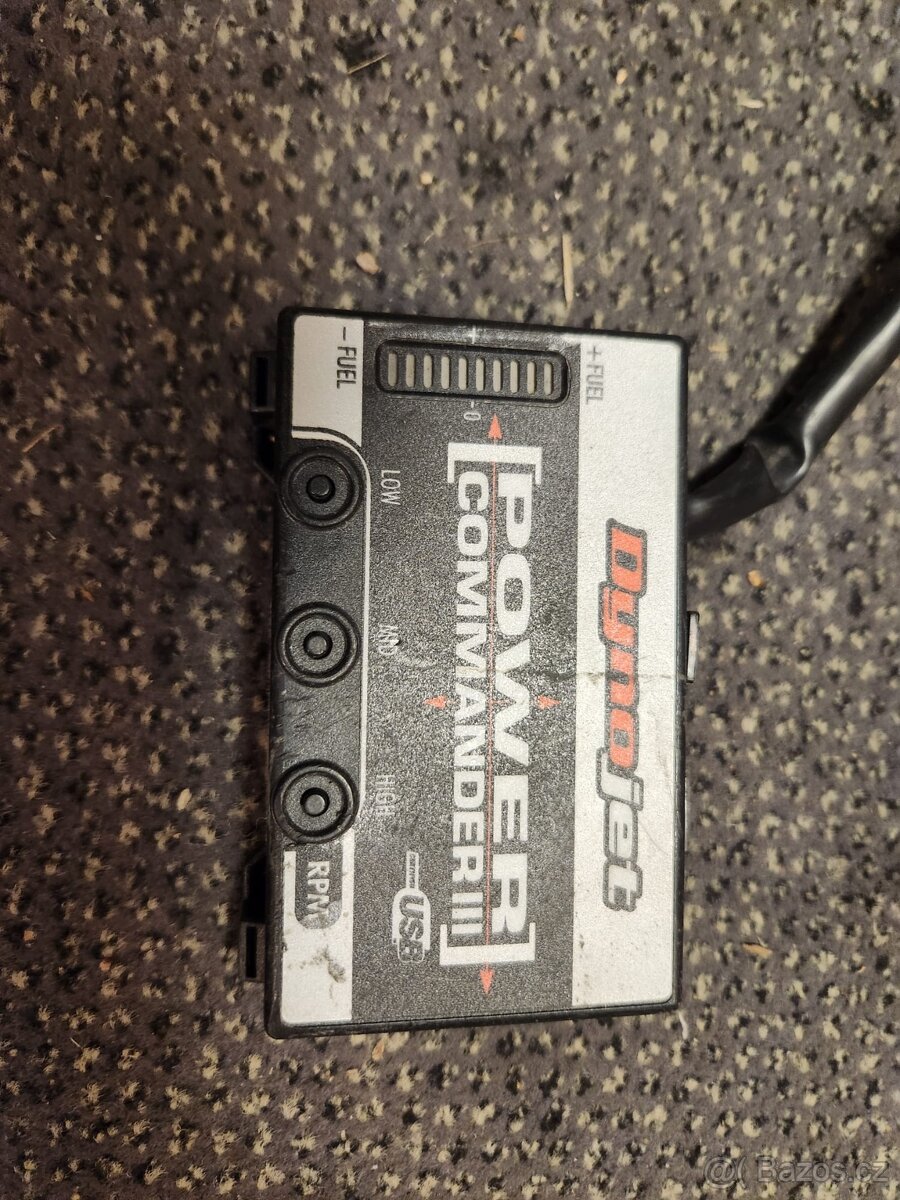 Dynojet
+ FUEL
0
– FUEL
[POWER
COMMANDER III]
USB
LOW
MID
HIGH
RPM
@( Bazos.cz